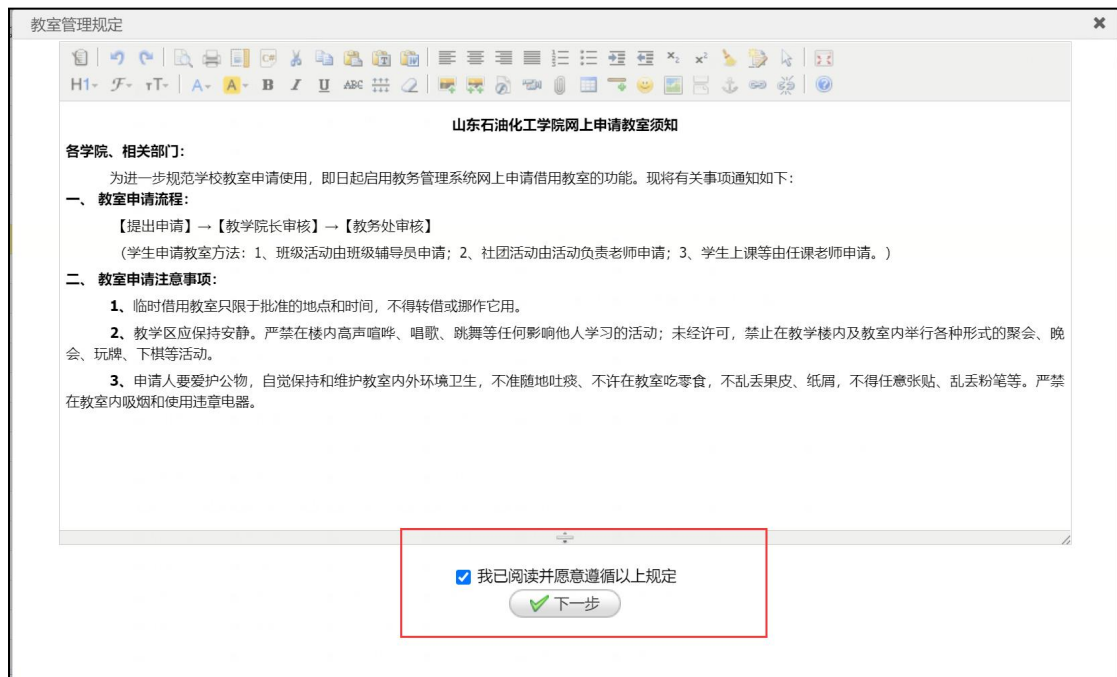 教室管理规定
H1 F тT A A B I U ABC
山东石油化工学院网上申请教室须知
各学院、相关部门：
为进一步规范学校教室申请使用，即日起启用教务管理系统网上申请借用教室的功能。现将有关事项通知如下：
一、 教室申请流程：
【提出申请】→【教学院长审核】→【教务处审核】
（学生申请教室方法：1、班级活动由班级辅导员申请；2、社团活动由活动负责老师申请；3、学生上课等由任课老师申请。）
二、 教室申请注意事项：
1、临时借用教室只限于批准的地点和时间，不得转借或挪作它用。
2、教学区应保持安静。严禁在楼内高声喧哗、唱歌、跳舞等任何影响他人学习的活动；未经许可，禁止在教学楼内及教室内举行各种形式的聚会、晚
会、玩牌、下棋等活动。
3、申请人要爱护公物，自觉保持和维护教室内外环境卫生，不准随地吐痰、不许在教室吃零食，不乱丢果皮、纸屑，不得任意张贴、乱丢粉笔等。严禁
在教室内吸烟和使用违章电器。
我已阅读并愿意遵循以上规定
下一步